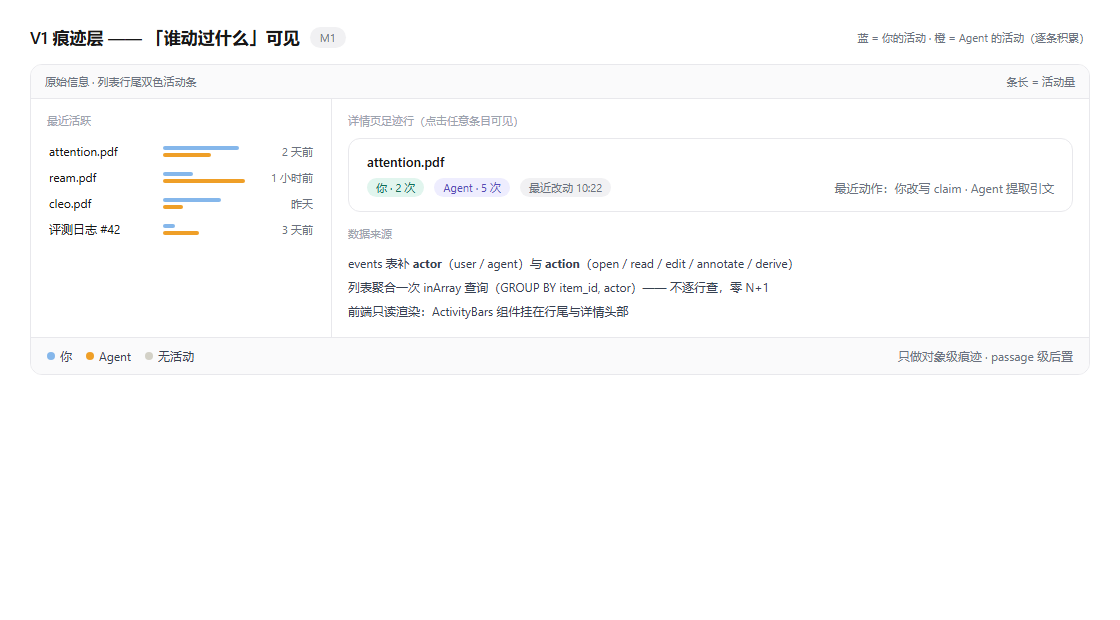 V1 痕迹层 —— 「谁动过什么」可见 M1
蓝 = 你的活动 · 橙 = Agent 的活动（逐条积累）
原始信息 · 列表行尾双色活动条
条长 = 活动量
最近活跃
attention.pdf 2 天前
ream.pdf 1 小时前
cleo.pdf 昨天
评测日志 #42 3 天前
详情页足迹行（点击任意条目可见）
attention.pdf
你 · 2 次 Agent · 5 次 最近改动 10:22
最近动作：你改写 claim · Agent 提取引文
数据来源
events 表补 actor（user / agent）与 action（open / read / edit / annotate / derive）
列表聚合一次 inArray 查询（GROUP BY item_id, actor）—— 不逐行查，零 N+1
前端只读渲染：ActivityBars 组件挂在行尾与详情头部
你 Agent 无活动
只做对象级痕迹 · passage 级后置